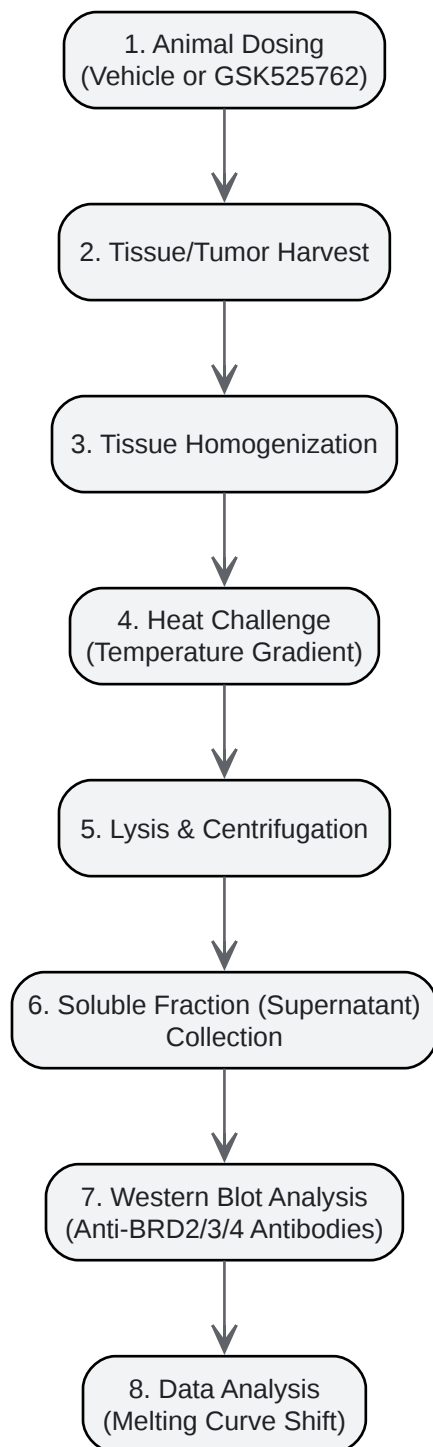 1. Animal Dosing
(Vehicle or GSK525762)
2. Tissue/Tumor Harvest
3. Tissue Homogenization
4. Heat Challenge
(Temperature Gradient)
5. Lysis & Centrifugation
6. Soluble Fraction (Supernatant)
Collection
7. Western Blot Analysis
(Anti-BRD2/3/4 Antibodies)
8. Data Analysis
(Melting Curve Shift)